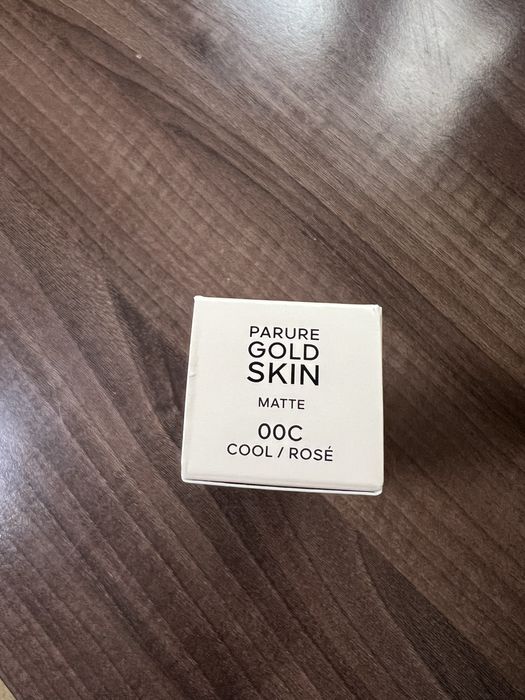 PARURE
GOLD
SKIN
MATTE
00C
COOL / ROSÉ